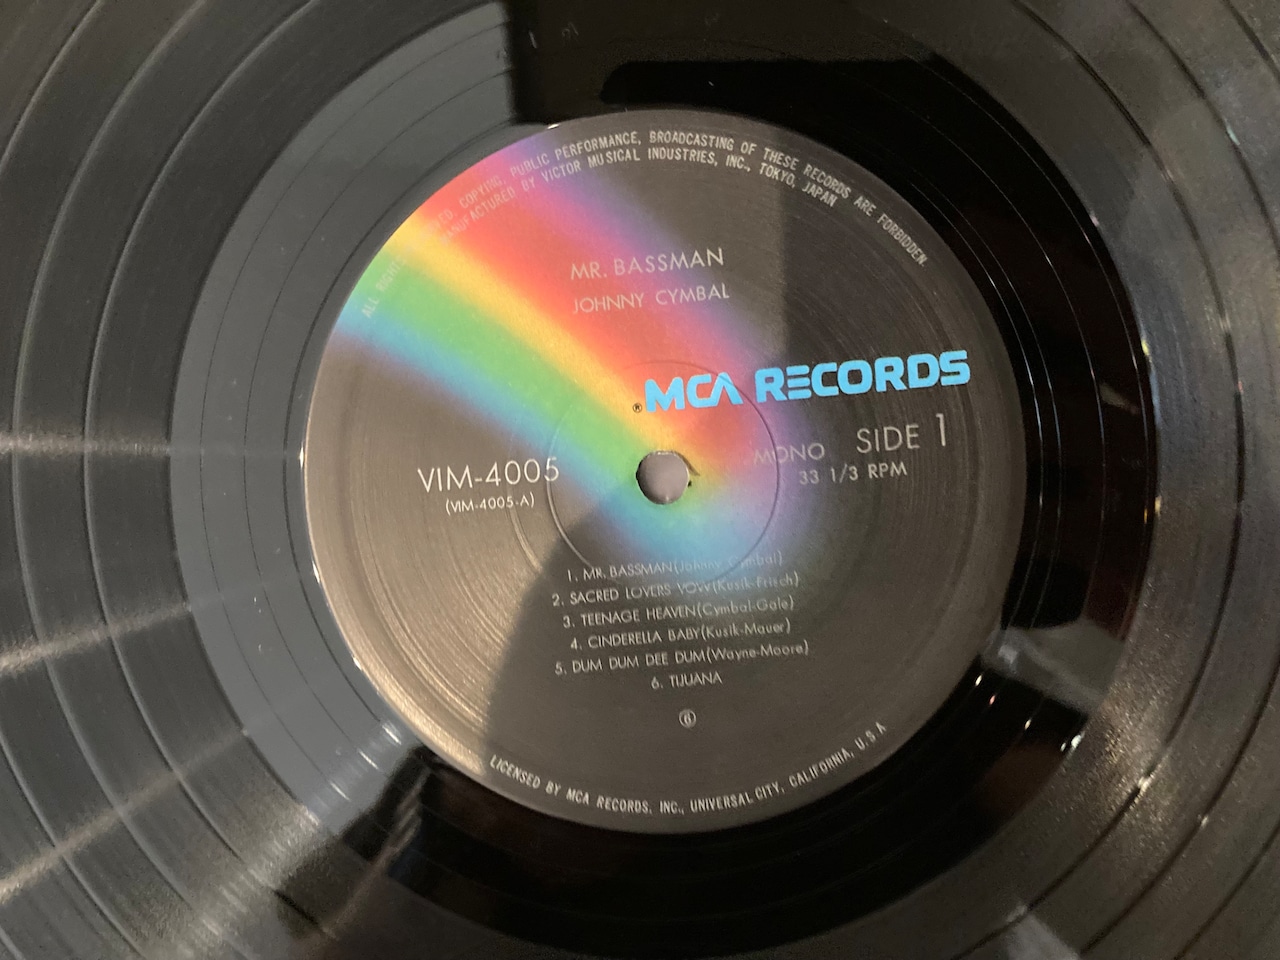 ALL RIGHTS RESERVED. COPYING, PUBLIC PERFORMANCE, BROADCASTING OF THESE RECORDS ARE FORBIDDEN.
MANUFACTURED BY VICTOR MUSICAL INDUSTRIES, INC., TOKYO, JAPAN
MR. BASSMAN
JOHNNY CYMBAL
® MCA RECORDS
MONO SIDE 1
33 1/3 RPM
VIM-4005
(VIM-4005-A)
1. MR. BASSMAN(Johnny Cymbal)
2. SACRED LOVERS VOW(Kusik-Frisch)
3. TEENAGE HEAVEN(Cymbal-Gale)
4. CINDERELLA BABY(Kusik-Mauer)
5. DUM DUM DEE DUM(Wayne-Moore)
6. TIJUANA
LICENSED BY MCA RECORDS, INC., UNIVERSAL CITY, CALIFORNIA, U.S.A